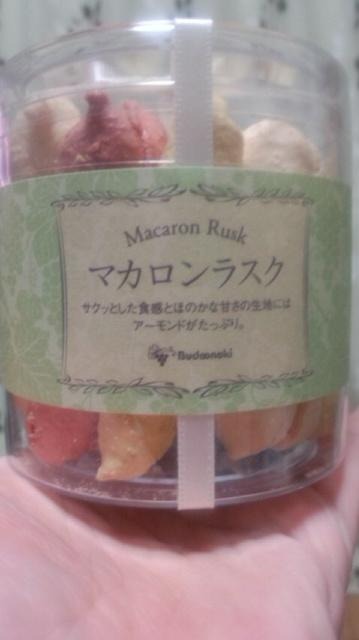 Macaron Rusk
マカロンラスク
サクッとした食感とほのかな甘さの生地には
アーモンドがたっぷり。
Budoonoki